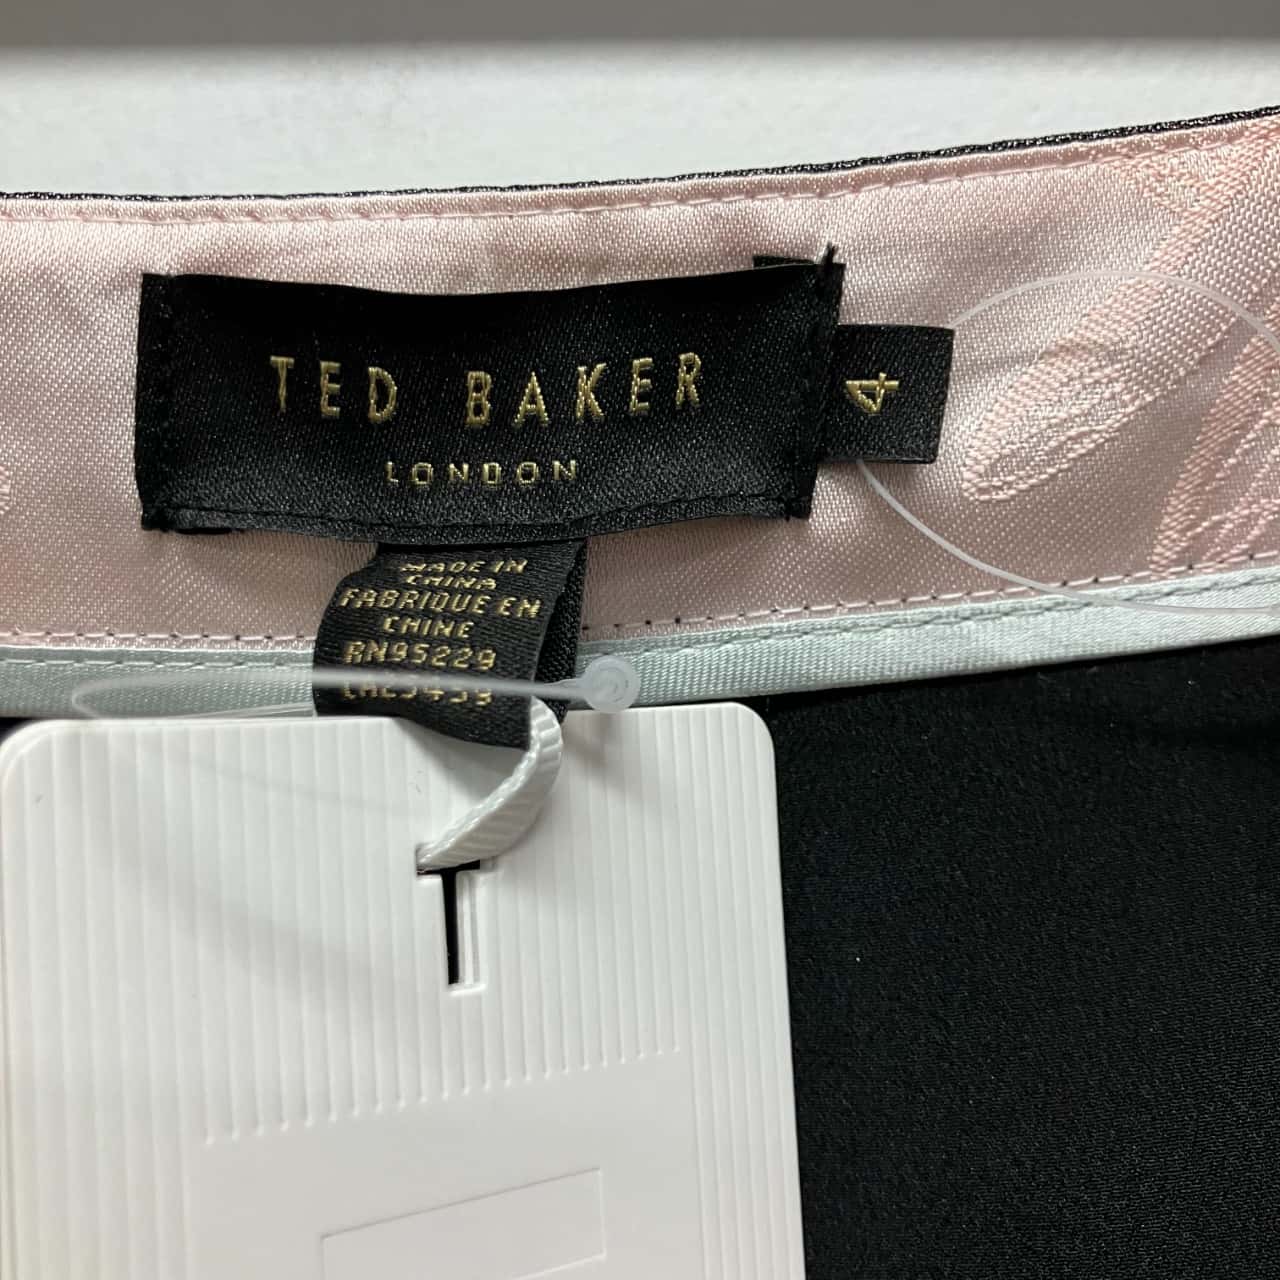 TED BAKER
LONDON
4
MADE IN
CHINA
FABRIQUE EN
CHINE
RN95229